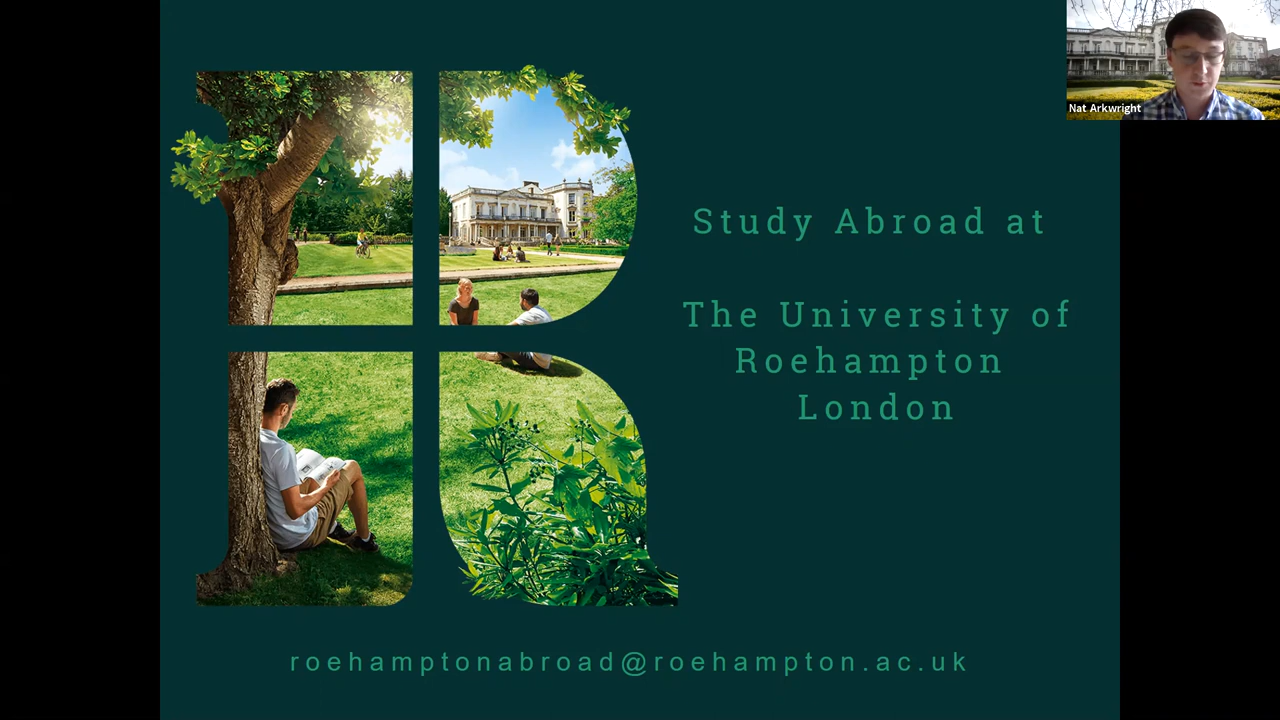 Nat Arkwright
Study Abroad at
The University of
Roehampton
London
roehamptonabroad@roehampton.ac.uk